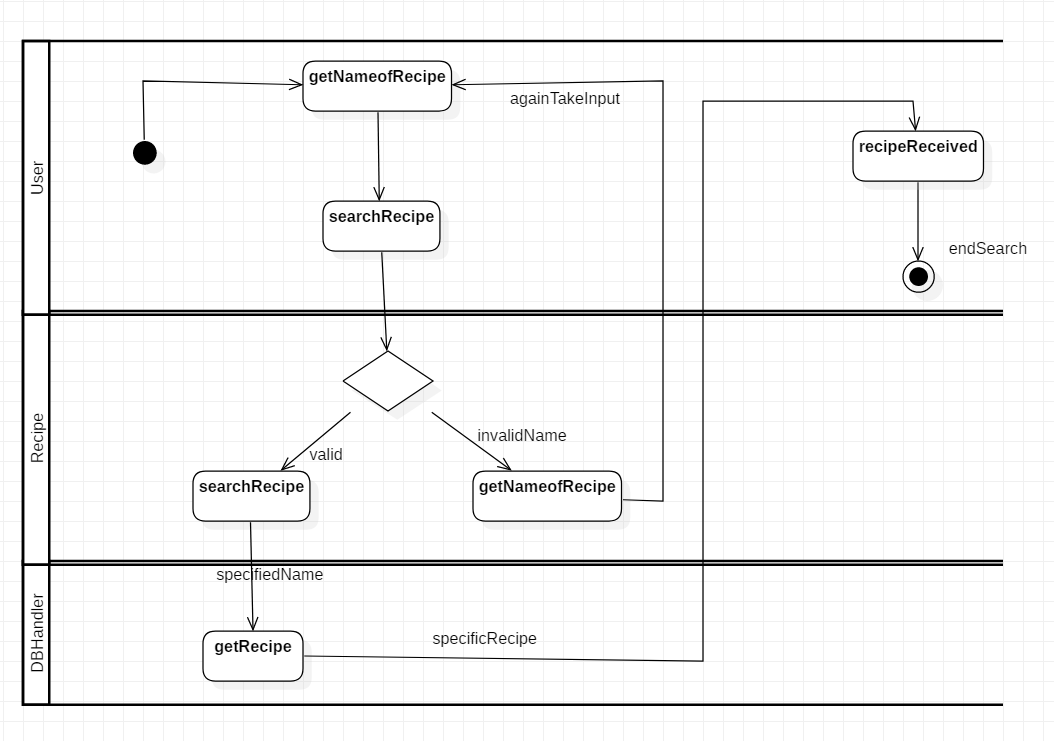 User
getNameofRecipe
againTakeInput
recipeReceived
searchRecipe
endSearch
Recipe
invalidName
valid
searchRecipe
getNameofRecipe
DBHandler
specifiedName
specificRecipe
getRecipe